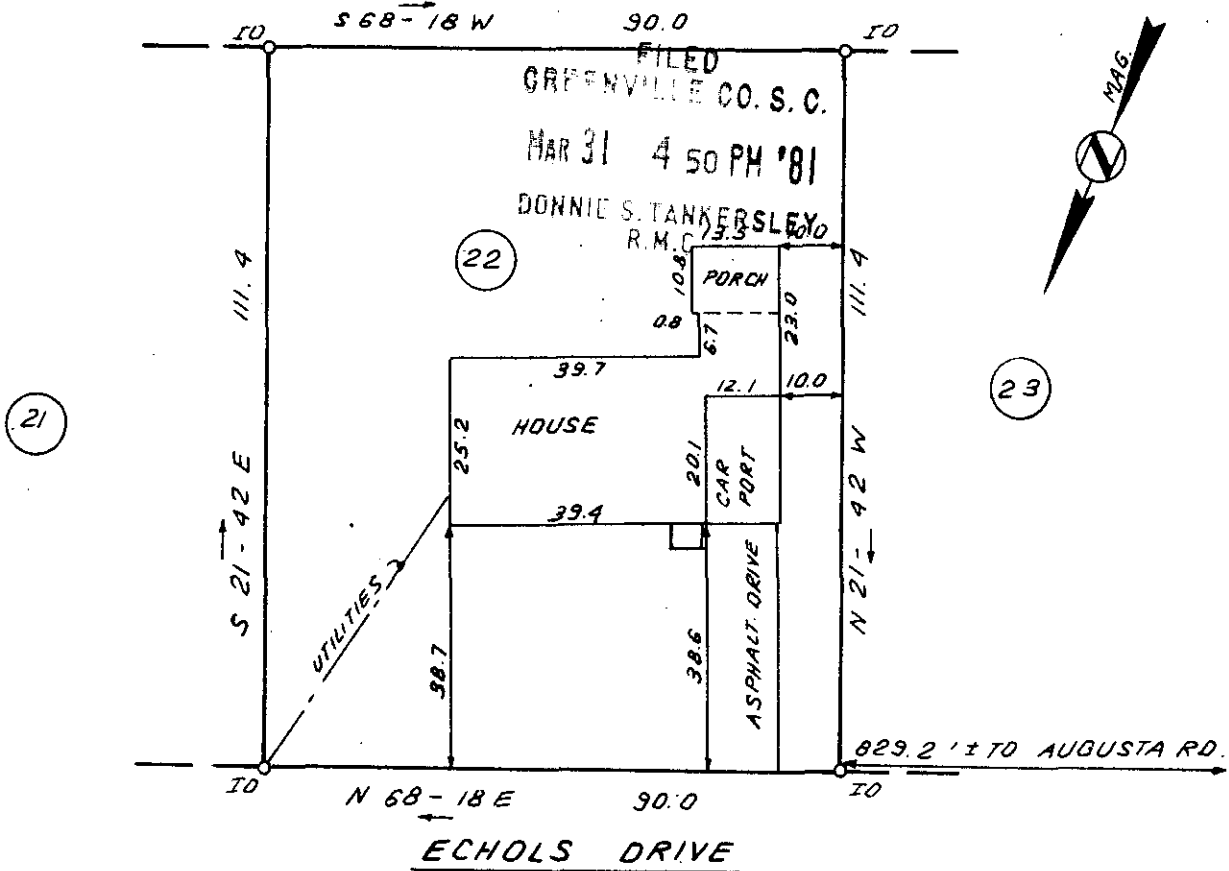 S 68-18 W 90.0
IO
IO
FILED
GREENVILLE CO. S. C.
MAR 31 4 50 PM '81
DONNIE S. TANKERSLEY
R.M.C
MAG.
N
13.3
10.0
22
10.8
PORCH
111.4
111.4
0.8
6.7
23.0
39.7
12.1
10.0
21
23
HOUSE
25.2
20.1
CAR
PORT
39.4
S 21-42 E
N 21-42 W
UTILITIES
38.7
38.6
ASPHALT DRIVE
829.2 '± TO AUGUSTA RD.
IO
IO
N 68-18 E 90.0
ECHOLS DRIVE